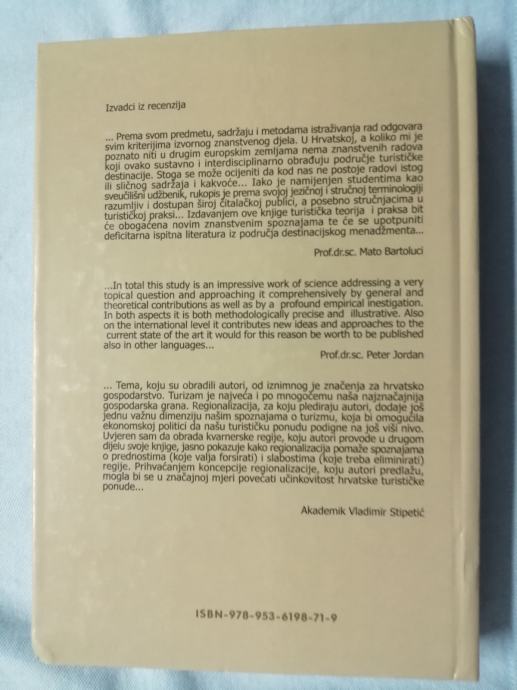 Izvadci iz recenzija
... Prema svom predmetu, sadržaju i metodama istraživanja rad odgovara
svim kriterijima izvornog znanstvenog djela. U Hrvatskoj, a koliko mi je
poznato niti u drugim europskim zemljama nema znanstvenih radova
koji ovako sustavno i interdisciplinarno obrađuju područje turističke
destinacije. Stoga se može ocijeniti da kod nas ne postoje radovi istog
ili sličnog sadržaja i kakvoće... Iako je namijenjen studentima kao
sveučilišni udžbenik, rukopis je prema svojoj jezičnoj i stručnoj terminologiji
razumljiv i dostupan široj čitalačkoj publici, a posebno stručnjacima u
turističkoj praksi... Izdavanjem ove knjige turistička teorija i praksa bit
će obogaćena novim znanstvenim spoznajama te će se upotpuniti
deficitarna ispitna literatura iz područja destinacijskog menadžmenta...
Prof.dr.sc. Mato Bartoluci
...In total this study is an impressive work of science addressing a very
topical question and approaching it comprehensively by general and
theoretical contributions as well as by a profound empirical inestigation.
In both aspects it is both methodologically precise and illustrative. Also
on the international level it contributes new ideas and approaches to the
current state of the art it would for this reason be worth to be published
also in other languages...
Prof.dr.sc. Peter Jordan
... Tema, koju su obradili autori, od iznimnog je značenja za hrvatsko
gospodarstvo. Turizam je najveća i po mnogočemu naša najznačajnija
gospodarska grana. Regionalizacija, za koju plediraju autori, dodaje još
jednu važnu dimenziju našim spoznajama o turizmu, koja bi omogućila
ekonomskoj politici da našu turističku ponudu podigne na još viši nivo.
Uvjeren sam da obrada kvarnerske regije, koju autori provode u drugom
dijelu svoje knjige, jasno pokazuje kako regionalizacija pomaže spoznajama
o prednostima (koje valja forsirati) i slabostima (koje treba eliminirati)
regije. Prihvaćanjem koncepcije regionalizacije, koju autori predlažu,
mogla bi se u značajnoj mjeri povećati učinkovitost hrvatske turističke
ponude...
Akademik Vladimir Stipetić
ISBN-978-953-6198-71-9